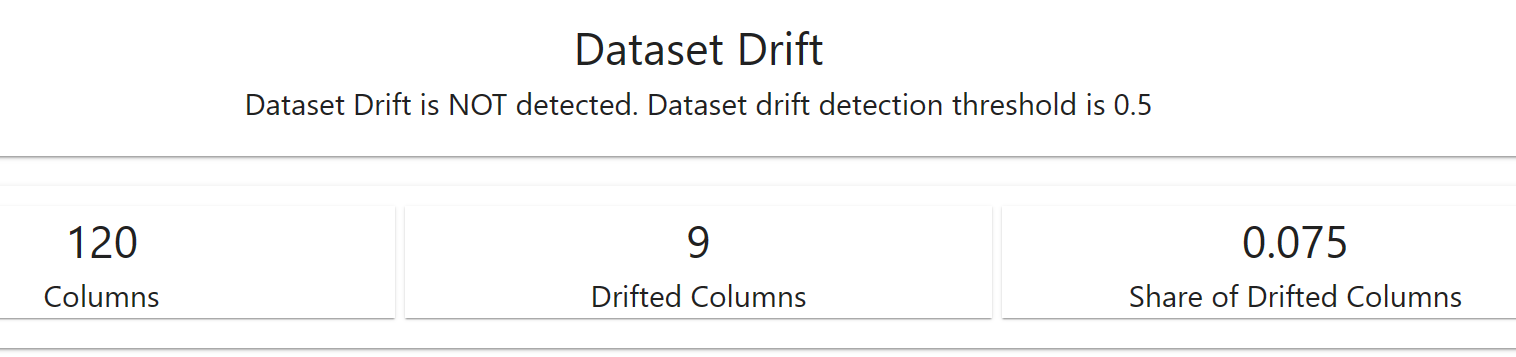 Dataset Drift
Dataset Drift is NOT detected. Dataset drift detection threshold is 0.5
120
Columns
9
Drifted Columns
0.075
Share of Drifted Columns